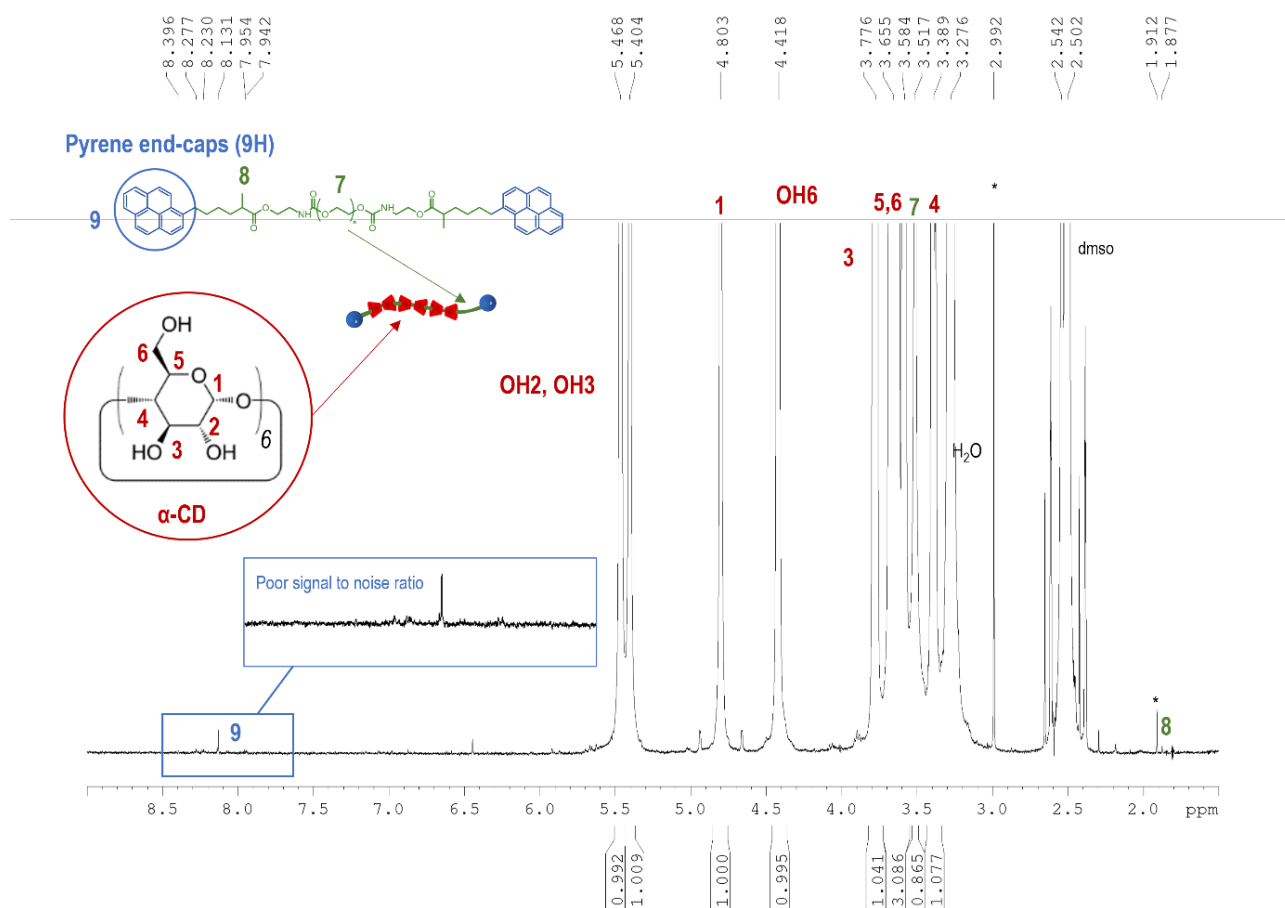 8.396
8.277
8.230
8.131
7.954
7.942
5.468
5.404
4.803
4.418
3.776
3.655
3.584
3.517
3.389
3.276
2.992
2.542
2.502
1.912
1.877
Pyrene end-caps (9H)
8
7
9
O
O
O
N
H
O
O
O
n
O
O
NH
O
O
1
OH6
5,6
7
4
*
3
dmso
OH
6
5
O
1
O
4
2
3
HO
OH
6
α-CD
OH2, OH3
H₂O
Poor signal to noise ratio
9
*
8
8.5 8.0 7.5 7.0 6.5 6.0 5.5 5.0 4.5 4.0 3.5 3.0 2.5 2.0 ppm
0.992
1.009
1.000
0.995
1.041
3.086
0.865
1.077